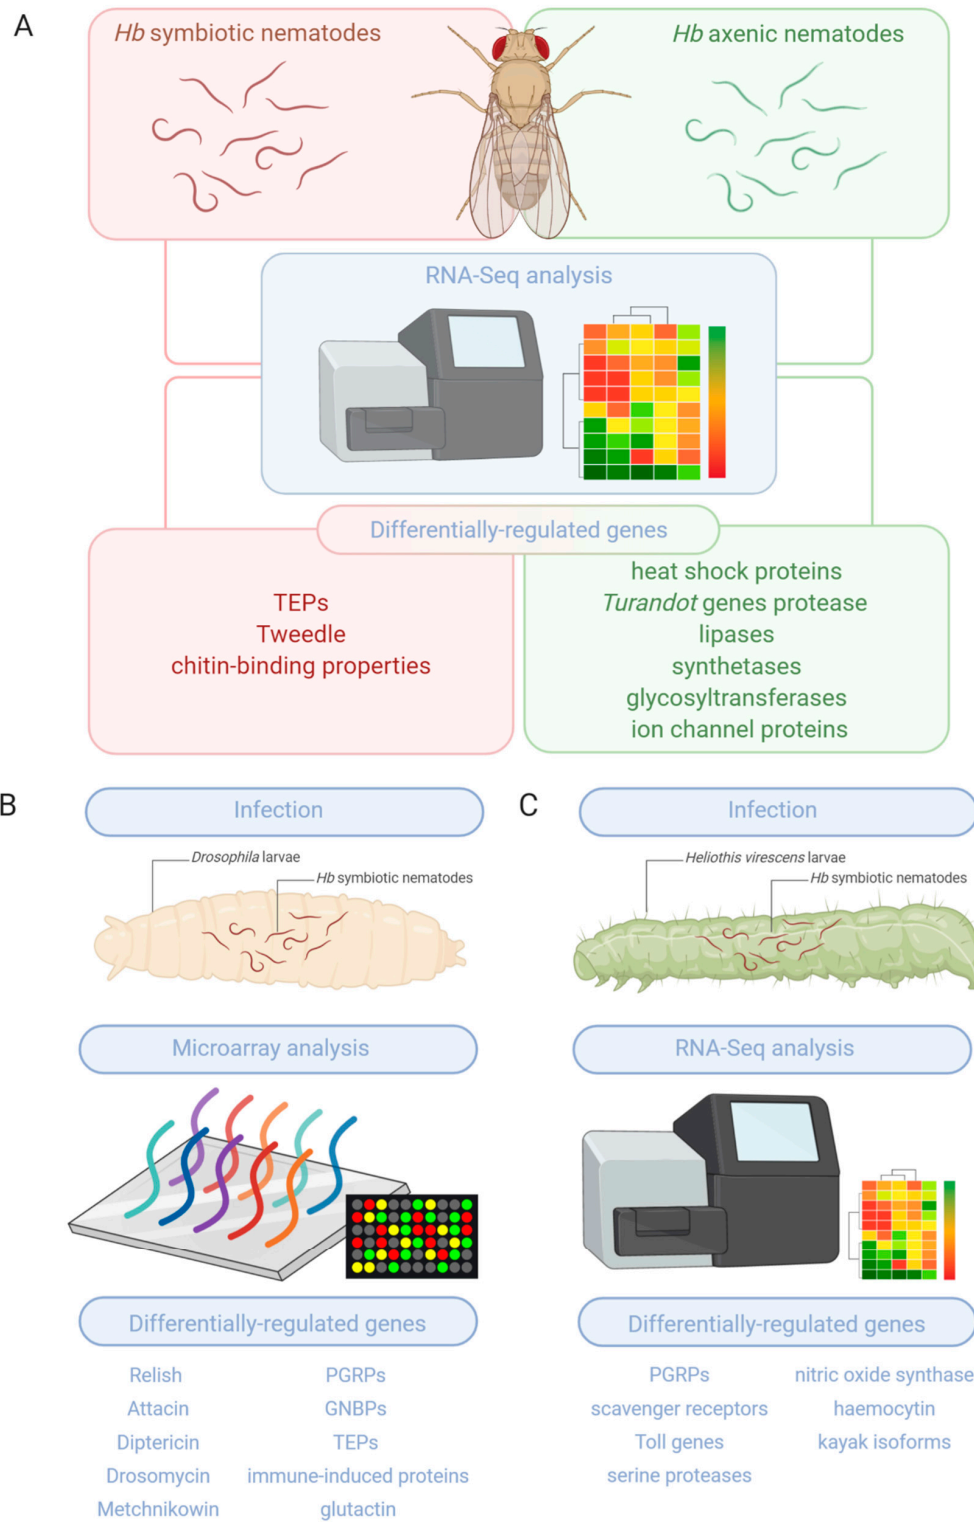 A
Hb symbiotic nematodes
Hb axenic nematodes
RNA-Seq analysis
Differentially-regulated genes
TEPs
Tweedle
chitin-binding properties
heat shock proteins
Turandot genes protease
lipases
synthetases
glycosyltransferases
ion channel proteins
B
Infection
Drosophila larvae
Hb symbiotic nematodes
Microarray analysis
Differentially-regulated genes
Relish
Attacin
Diptericin
Drosomycin
Metchnikowin
PGRPs
GNBPs
TEPs
immune-induced proteins
glutactin
C
Infection
Heliothis virescens larvae
Hb symbiotic nematodes
RNA-Seq analysis
Differentially-regulated genes
PGRPs
scavenger receptors
Toll genes
serine proteases
nitric oxide synthase
haemocytin
kayak isoforms